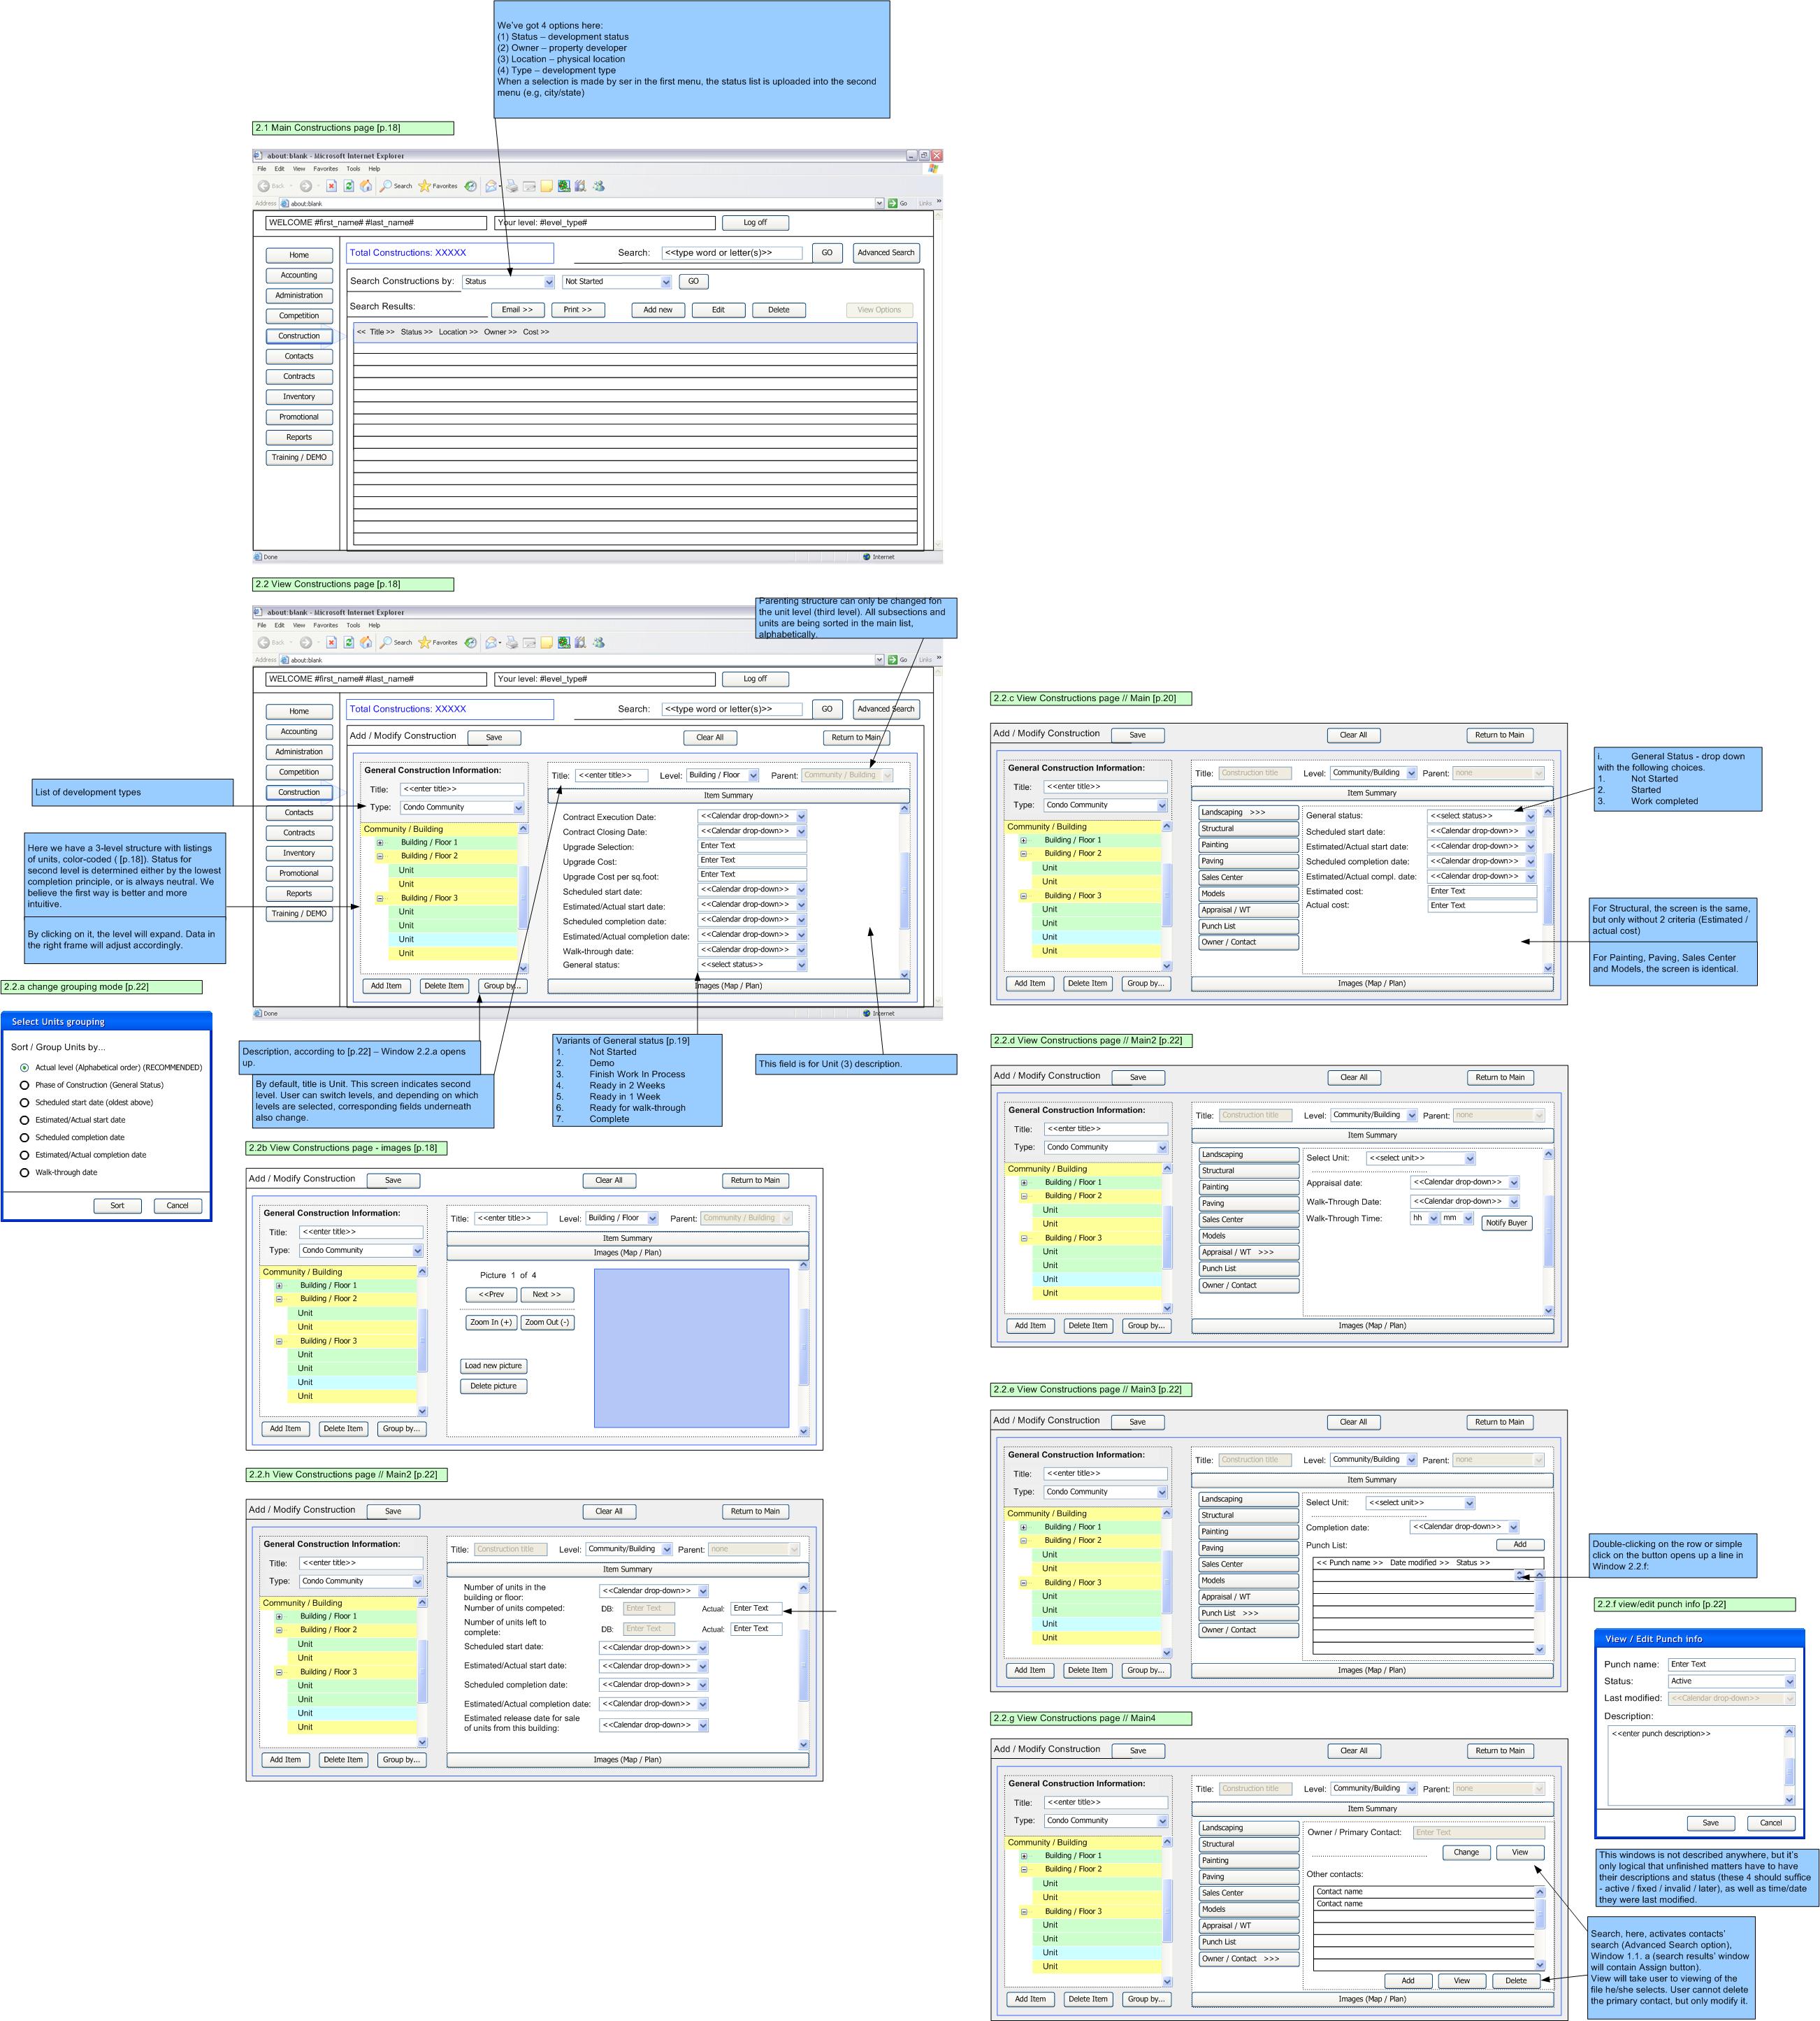 We've got 4 options here:
(1) Status – development status
(2) Owner – property developer
(3) Location – physical location
(4) Type – development type
When a selection is made by ser in the first menu, the status list is uploaded into the second
menu (e.g, city/state)
2.1 Main Constructions page [p.18]
about:blank - Microsoft Internet Explorer
File Edit View Favorites Tools Help
Back Search Favorites
Address about:blank Go Links »
WELCOME #first_name# #last_name# Your level: #level_type# Log off
Home
Accounting
Administration
Competition
Construction
Contacts
Contracts
Inventory
Promotional
Reports
Training / DEMO
Total Constructions: XXXXX Search: <<type word or letter(s)>> GO Advanced Search
Search Constructions by: Status Not Started GO
Search Results: Email >> Print >> Add new Edit Delete View Options
<< Title >> Status >> Location >> Owner >> Cost >>
Done Internet
2.2 View Constructions page [p.18]
about:blank - Microsoft Internet Explorer
File Edit View Favorites Tools Help
Back Search Favorites
Address about:blank Go Links »
Parenting structure can only be changed fon
the unit level (third level). All subsections and
units are being sorted in the main list,
alphabetically.
WELCOME #first_name# #last_name# Your level: #level_type# Log off
Home
Accounting
Administration
Competition
Construction
Contacts
Contracts
Inventory
Promotional
Reports
Training / DEMO
Total Constructions: XXXXX Search: <<type word or letter(s)>> GO Advanced Search
Add / Modify Construction Save Clear All Return to Main
General Construction Information:
Title: <<enter title>>
Type: Condo Community
Community / Building
Building / Floor 1
Building / Floor 2
Unit
Unit
Building / Floor 3
Unit
Unit
Unit
Unit
Add Item Delete Item Group by...
Title: <<enter title>> Level: Building / Floor Parent: Community / Building
Item Summary
Contract Execution Date: <<Calendar drop-down>>
Contract Closing Date: <<Calendar drop-down>>
Upgrade Selection: Enter Text
Upgrade Cost: Enter Text
Upgrade Cost per sq.foot: Enter Text
Scheduled start date: <<Calendar drop-down>>
Estimated/Actual start date: <<Calendar drop-down>>
Scheduled completion date: <<Calendar drop-down>>
Estimated/Actual completion date: <<Calendar drop-down>>
Walk-through date: <<Calendar drop-down>>
General status: <<select status>>
Images (Map / Plan)
Done Internet
List of development types
Here we have a 3-level structure with listings
of units, color-coded ( [p.18]). Status for
second level is determined either by the lowest
completion principle, or is always neutral. We
believe the first way is better and more
intuitive.
By clicking on it, the level will expand. Data in
the right frame will adjust accordingly.
2.2.a change grouping mode [p.22]
Select Units grouping
Sort / Group Units by...
Actual level (Alphabetical order) (RECOMMENDED)
Phase of Construction (General Status)
Scheduled start date (oldest above)
Estimated/Actual start date
Scheduled completion date
Estimated/Actual completion date
Walk-through date
Sort Cancel
Description, according to [p.22] – Window 2.2.a opens
up.
By default, title is Unit. This screen indicates second
level. User can switch levels, and depending on which
levels are selected, corresponding fields underneath
also change.
Variants of General status [p.19]
1. Not Started
2. Demo
3. Finish Work In Process
4. Ready in 2 Weeks
5. Ready in 1 Week
6. Ready for walk-through
7. Complete
This field is for Unit (3) description.
2.2b View Constructions page - images [p.18]
Add / Modify Construction Save Clear All Return to Main
General Construction Information:
Title: <<enter title>>
Type: Condo Community
Community / Building
Building / Floor 1
Building / Floor 2
Unit
Unit
Building / Floor 3
Unit
Unit
Unit
Unit
Add Item Delete Item Group by...
Title: <<enter title>> Level: Building / Floor Parent: Community / Building
Item Summary
Images (Map / Plan)
Picture 1 of 4
<<Prev Next >>
Zoom In (+) Zoom Out (-)
Load new picture
Delete picture
2.2.h View Constructions page // Main2 [p.22]
Add / Modify Construction Save Clear All Return to Main
General Construction Information:
Title: <<enter title>>
Type: Condo Community
Community / Building
Building / Floor 1
Building / Floor 2
Unit
Unit
Building / Floor 3
Unit
Unit
Unit
Unit
Add Item Delete Item Group by...
Title: Construction title Level: Community/Building Parent: none
Item Summary
Number of units in the
building or floor: <<Calendar drop-down>>
Number of units competed: DB: Enter Text Actual: Enter Text
Number of units left to
complete: DB: Enter Text Actual: Enter Text
Scheduled start date: <<Calendar drop-down>>
Estimated/Actual start date: <<Calendar drop-down>>
Scheduled completion date: <<Calendar drop-down>>
Estimated/Actual completion date: <<Calendar drop-down>>
Estimated release date for sale
of units from this building: <<Calendar drop-down>>
Images (Map / Plan)
2.2.c View Constructions page // Main [p.20]
Add / Modify Construction Save Clear All Return to Main
General Construction Information:
Title: <<enter title>>
Type: Condo Community
Community / Building
Building / Floor 1
Building / Floor 2
Unit
Unit
Building / Floor 3
Unit
Unit
Unit
Unit
Add Item Delete Item Group by...
Title: Construction title Level: Community/Building Parent: none
Item Summary
Landscaping >>>
Structural
Painting
Paving
Sales Center
Models
Appraisal / WT
Punch List
Owner / Contact
General status: <<select status>>
Scheduled start date: <<Calendar drop-down>>
Estimated/Actual start date: <<Calendar drop-down>>
Scheduled completion date: <<Calendar drop-down>>
Estimated/Actual compl. date: <<Calendar drop-down>>
Estimated cost: Enter Text
Actual cost: Enter Text
Images (Map / Plan)
i. General Status - drop down
with the following choices.
1. Not Started
2. Started
3. Work completed
For Structural, the screen is the same,
but only without 2 criteria (Estimated /
actual cost)
For Painting, Paving, Sales Center
and Models, the screen is identical.
2.2.d View Constructions page // Main2 [p.22]
Add / Modify Construction Save Clear All Return to Main
General Construction Information:
Title: <<enter title>>
Type: Condo Community
Community / Building
Building / Floor 1
Building / Floor 2
Unit
Unit
Building / Floor 3
Unit
Unit
Unit
Unit
Add Item Delete Item Group by...
Title: Construction title Level: Community/Building Parent: none
Item Summary
Landscaping
Structural
Painting
Paving
Sales Center
Models
Appraisal / WT >>>
Punch List
Owner / Contact
Select Unit: <<select unit>>
Appraisal date: <<Calendar drop-down>>
Walk-Through Date: <<Calendar drop-down>>
Walk-Through Time: hh mm Notify Buyer
Images (Map / Plan)
2.2.e View Constructions page // Main3 [p.22]
Add / Modify Construction Save Clear All Return to Main
General Construction Information:
Title: <<enter title>>
Type: Condo Community
Community / Building
Building / Floor 1
Building / Floor 2
Unit
Unit
Building / Floor 3
Unit
Unit
Unit
Unit
Add Item Delete Item Group by...
Title: Construction title Level: Community/Building Parent: none
Item Summary
Landscaping
Structural
Painting
Paving
Sales Center
Models
Appraisal / WT
Punch List >>>
Owner / Contact
Select Unit: <<select unit>>
Completion date: <<Calendar drop-down>>
Punch List: Add
<< Punch name >> Date modified >> Status >>
Images (Map / Plan)
Double-clicking on the row or simple
click on the button opens up a line in
Window 2.2.f:
2.2.f view/edit punch info [p.22]
View / Edit Punch info
Punch name: Enter Text
Status: Active
Last modified: <<Calendar drop-down>>
Description:
<<enter punch description>>
Save Cancel
This windows is not described anywhere, but it's
only logical that unfinished matters have to have
their descriptions and status (these 4 should suffice
- active / fixed / invalid / later), as well as time/date
they were last modified.
2.2.g View Constructions page // Main4
Add / Modify Construction Save Clear All Return to Main
General Construction Information:
Title: <<enter title>>
Type: Condo Community
Community / Building
Building / Floor 1
Building / Floor 2
Unit
Unit
Building / Floor 3
Unit
Unit
Unit
Unit
Add Item Delete Item Group by...
Title: Construction title Level: Community/Building Parent: none
Item Summary
Landscaping
Structural
Painting
Paving
Sales Center
Models
Appraisal / WT
Punch List
Owner / Contact >>>
Owner / Primary Contact: Enter Text
Change View
Other contacts:
Contact name
Contact name
Add View Delete
Images (Map / Plan)
Search, here, activates contacts'
search (Advanced Search option),
Window 1.1. a (search results' window
will contain Assign button).
View will take user to viewing of the
file he/she selects. User cannot delete
the primary contact, but only modify it.